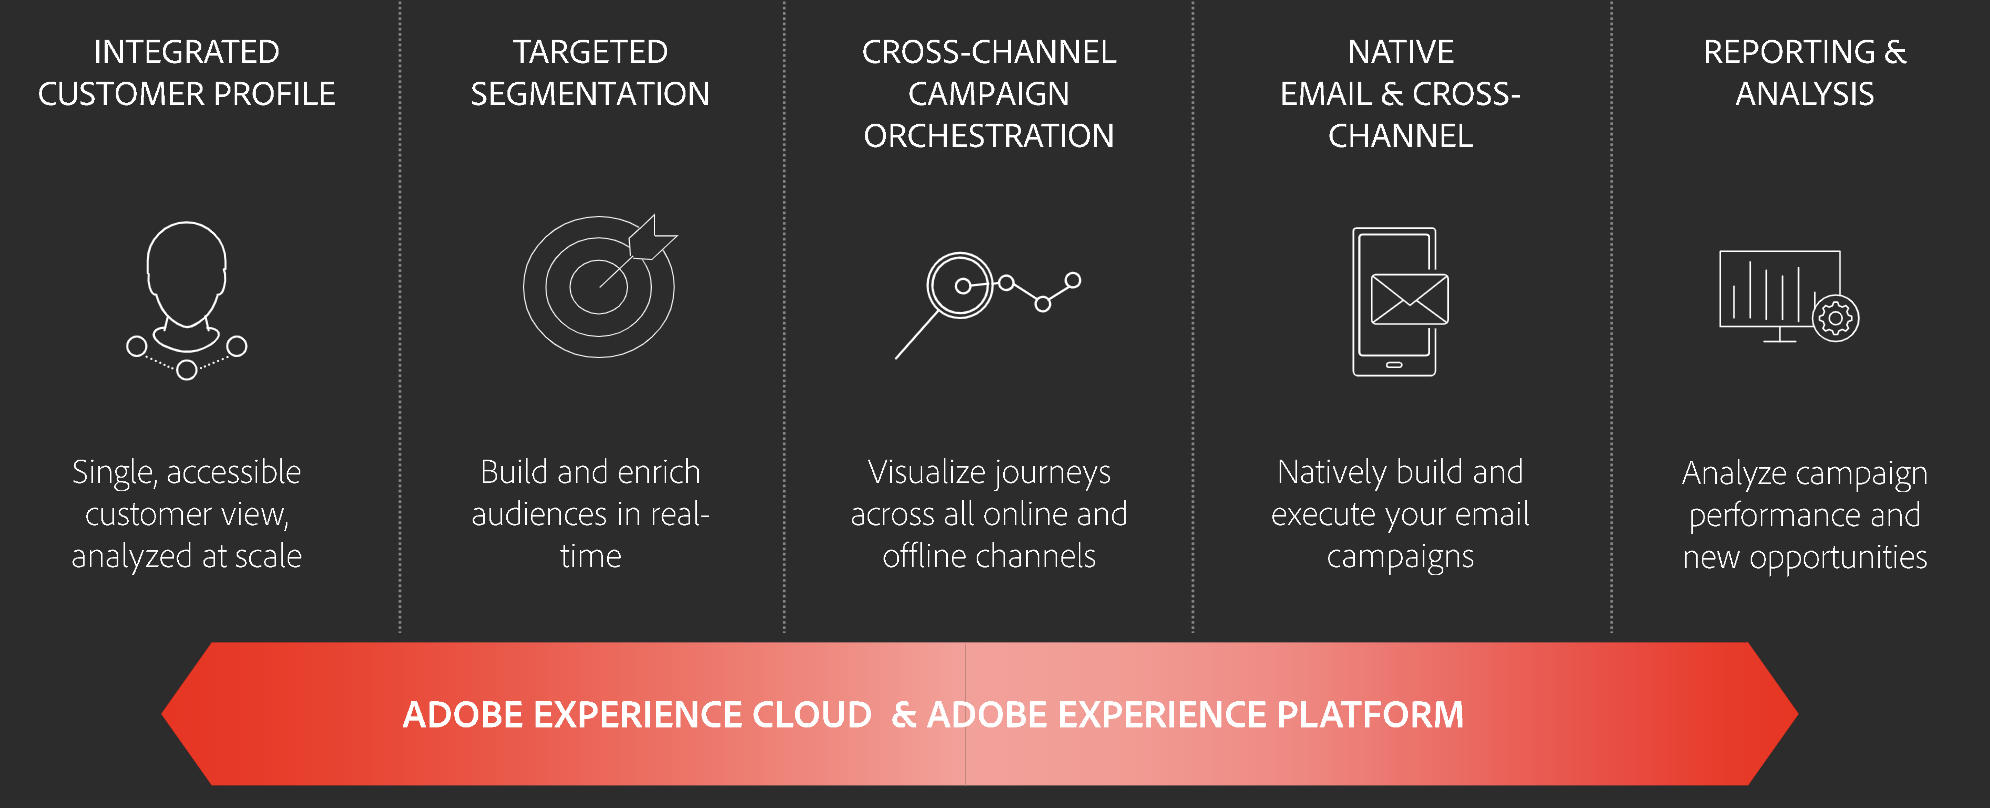 INTEGRATED
CUSTOMER PROFILE
Single, accessible
customer view,
analyzed at scale
TARGETED
SEGMENTATION
Build and enrich
audiences in real-
time
CROSS-CHANNEL
CAMPAIGN
ORCHESTRATION
Visualize journeys
across all online and
offline channels
NATIVE
EMAIL & CROSS-
CHANNEL
Natively build and
execute your email
campaigns
REPORTING &
ANALYSIS
Analyze campaign
performance and
new opportunities
ADOBE EXPERIENCE CLOUD & ADOBE EXPERIENCE PLATFORM